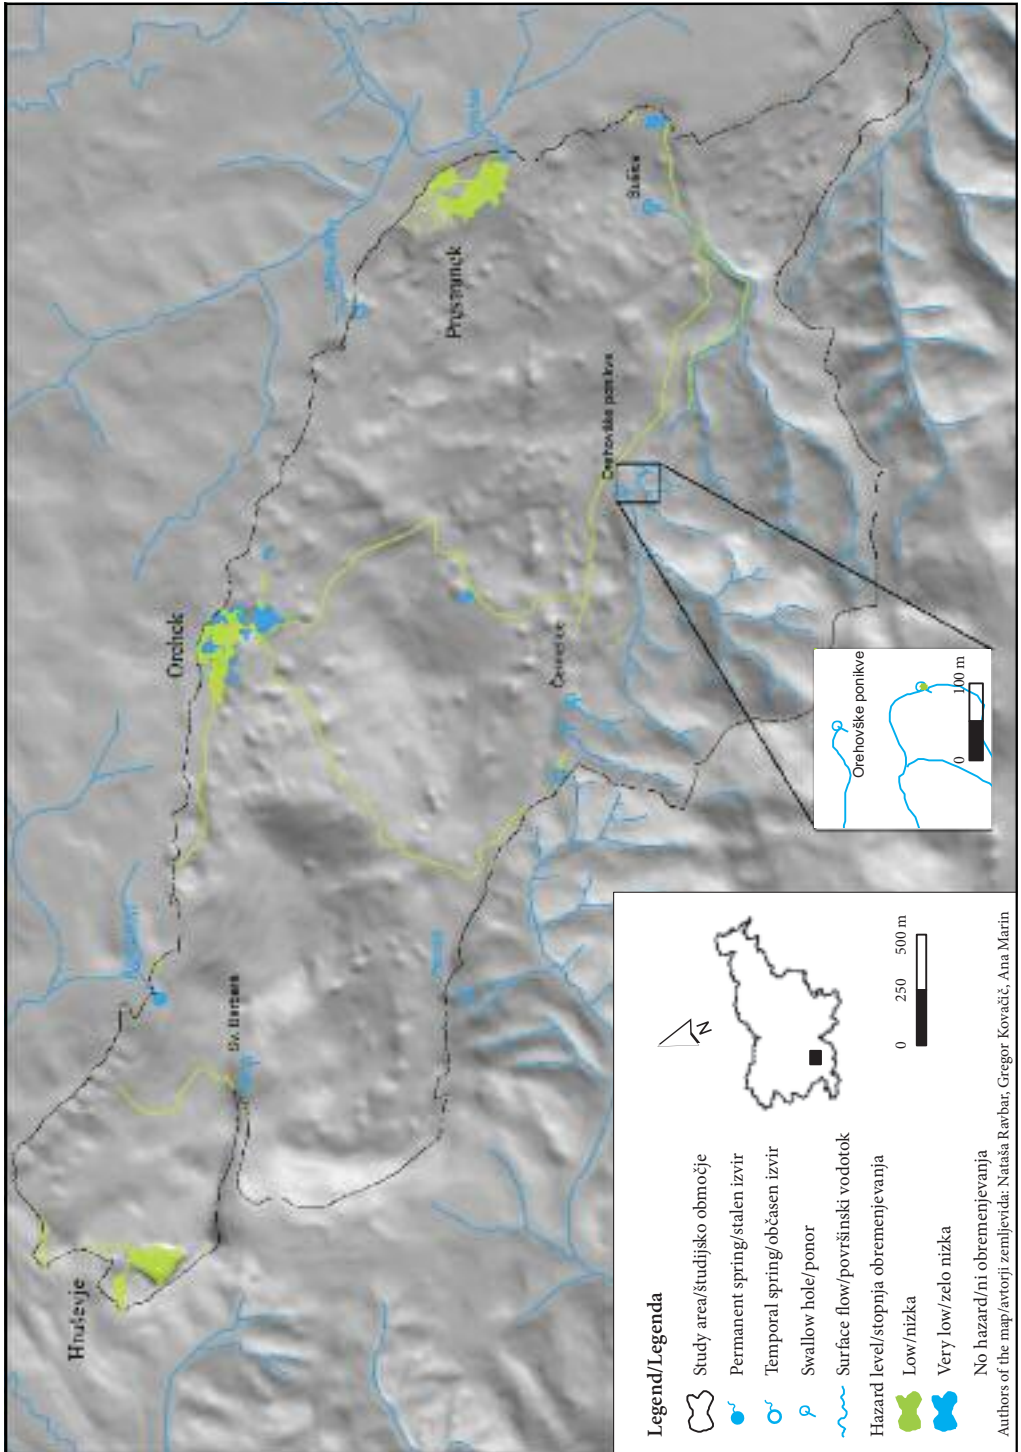 Hruševje
Orehek
Prestranek
Sv. Barbara
Orehovške ponikve
Orehovške ponikve
0
100 m
Legend/Legenda
Study area/študijsko območje
Permanent spring/stalen izvir
Temporal spring/občasen izvir
Swallow hole/ponor
Surface flow/površinski vodotok
Hazard level/stopnja obremenjevanja
Low/nizka
Very low/zelo nizka
No hazard/ni obremenjevanja
N
0
250
500 m
Authors of the map/avtorji zemljevida: Nataša Ravbar, Gregor Kovačič, Ana Marin